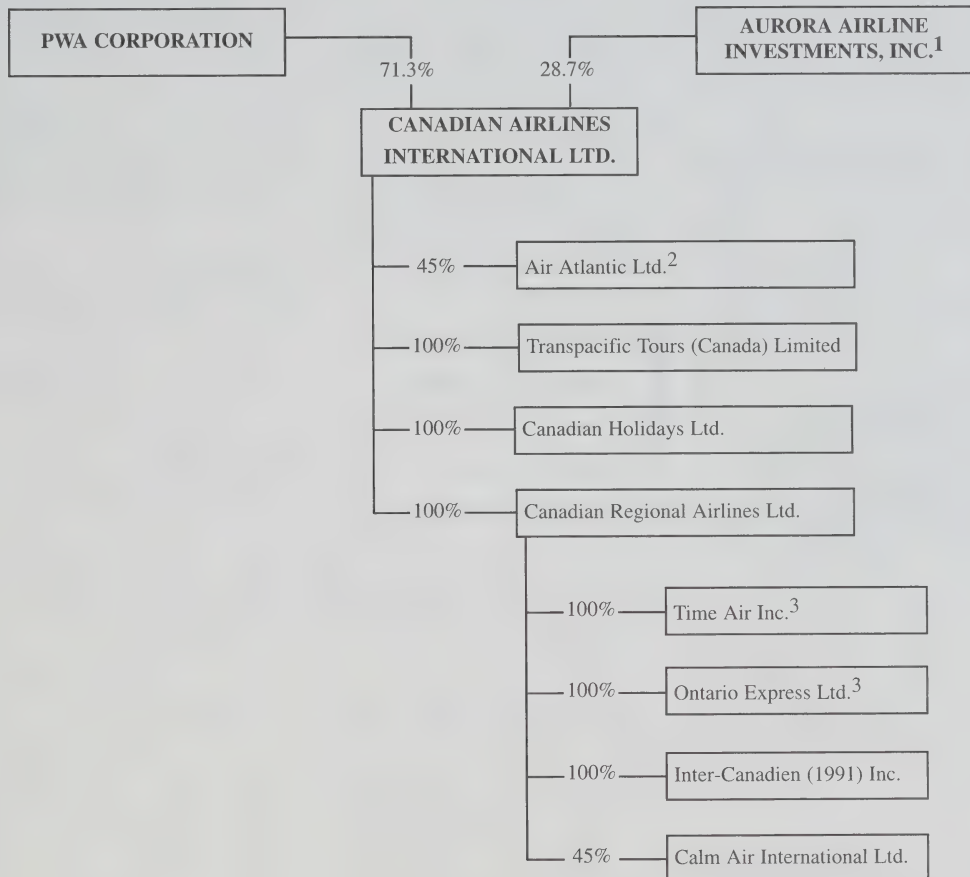 PWA CORPORATION
AURORA AIRLINE
INVESTMENTS, INC.1
71.3%
28.7%
CANADIAN AIRLINES
INTERNATIONAL LTD.
45%
Air Atlantic Ltd.2
100%
Transpacific Tours (Canada) Limited
100%
Canadian Holidays Ltd.
100%
Canadian Regional Airlines Ltd.
100%
Time Air Inc.3
100%
Ontario Express Ltd.3
100%
Inter-Canadien (1991) Inc.
45%
Calm Air International Ltd.